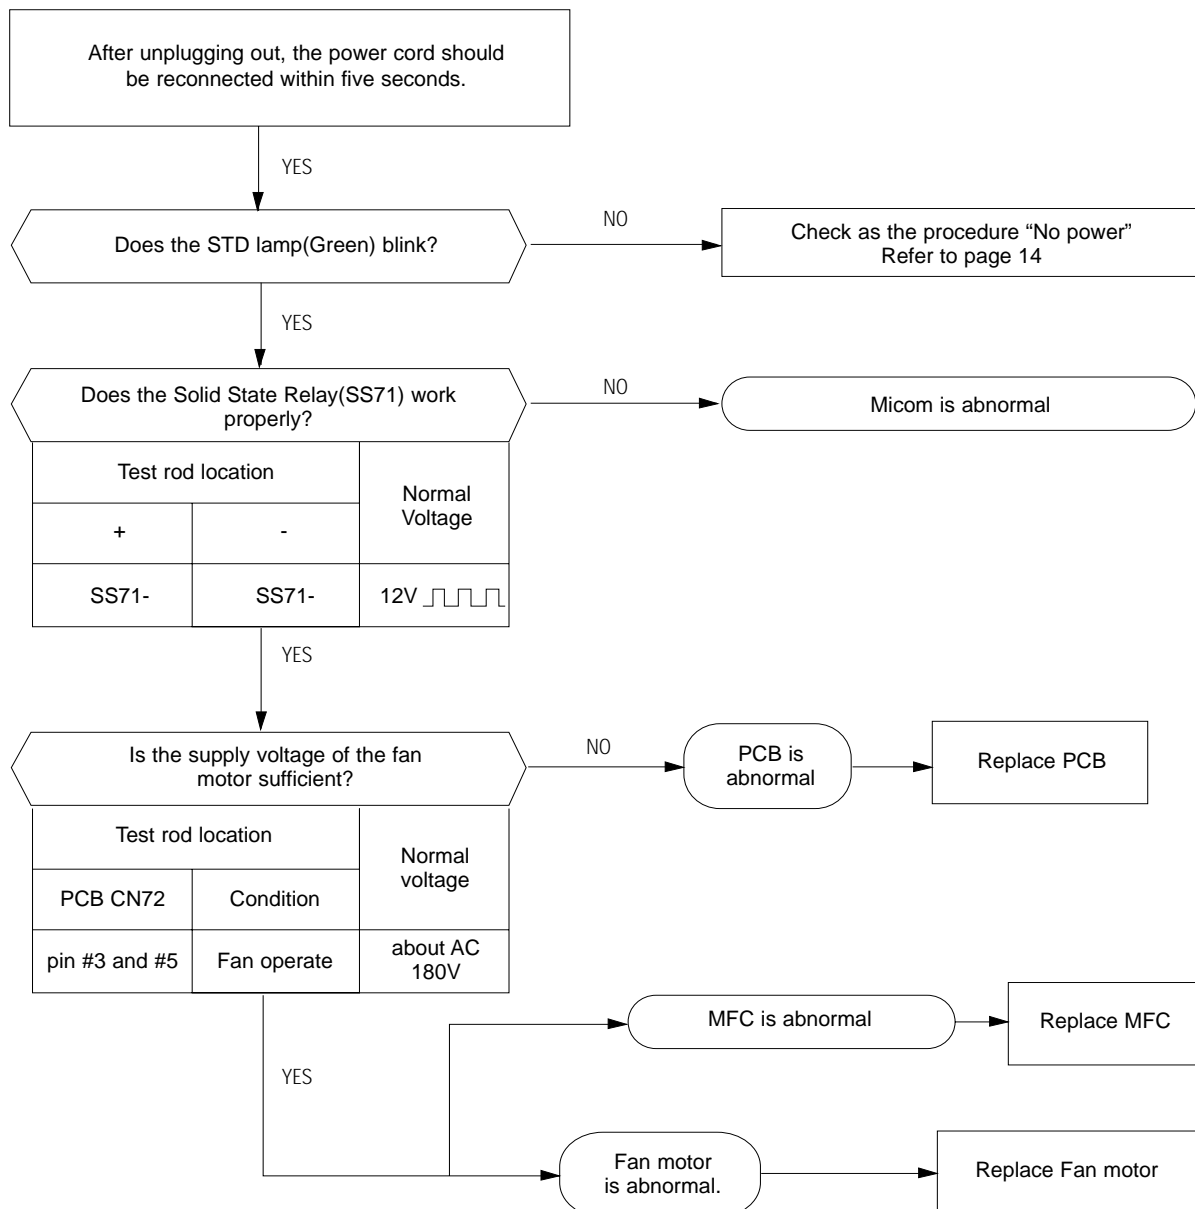 After unplugging out, the power cord should
be reconnected within five seconds.
YES
Does the STD lamp(Green) blink?
NO
Check as the procedure “No power”
Refer to page 14
YES
Does the Solid State Relay(SS71) work
properly?
NO
Micom is abnormal
Test rod location
Normal
Voltage
+
-
SS71-
SS71-
12V
YES
Is the supply voltage of the fan
motor sufficient?
NO
PCB is
abnormal
Replace PCB
Test rod location
Normal
voltage
PCB CN72
Condition
pin #3 and #5
Fan operate
about AC
180V
YES
MFC is abnormal
Replace MFC
Fan motor
is abnormal.
Replace Fan motor